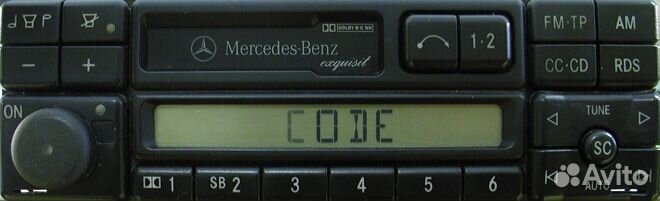 DOLBY B-C NR
Mercedes-Benz
exquisit
1·2
FM·TP
AM
CC·CD
RDS
−
+
ON
CODE
TUNE
SC
AUTO
1
SB 2
3
4
5
6
Avito